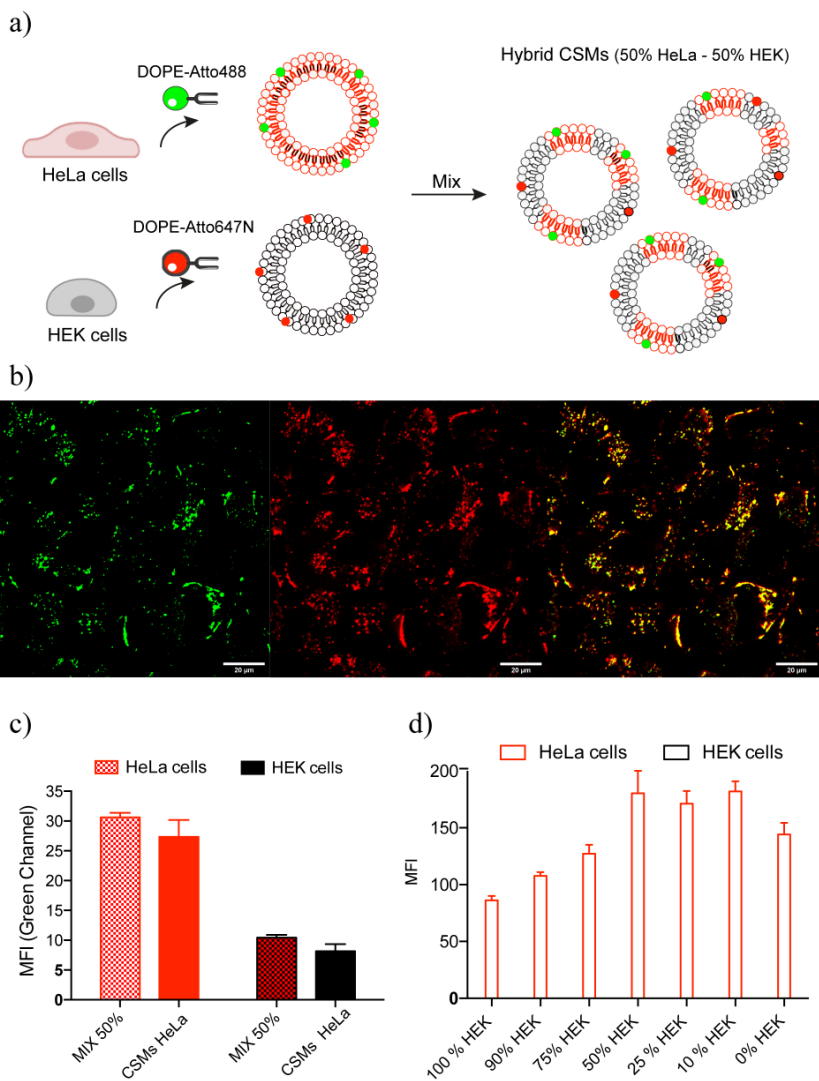 a)
DOPE-Atto488
Hybrid CSMs (50% HeLa - 50% HEK)
HeLa cells
Mix
DOPE-Atto647N
HEK cells
b)
20 µm
20 µm
20 µm
c)
HeLa cells
HEK cells
MFI (Green Channel)
35
30
25
20
15
10
5
0
MIX 50%
CSMs HeLa
MIX 50%
CSMs HeLa
d)
HeLa cells
HEK cells
MFI
200
150
100
50
0
100 % HEK
90% HEK
75% HEK
50% HEK
25 % HEK
10 % HEK
0% HEK